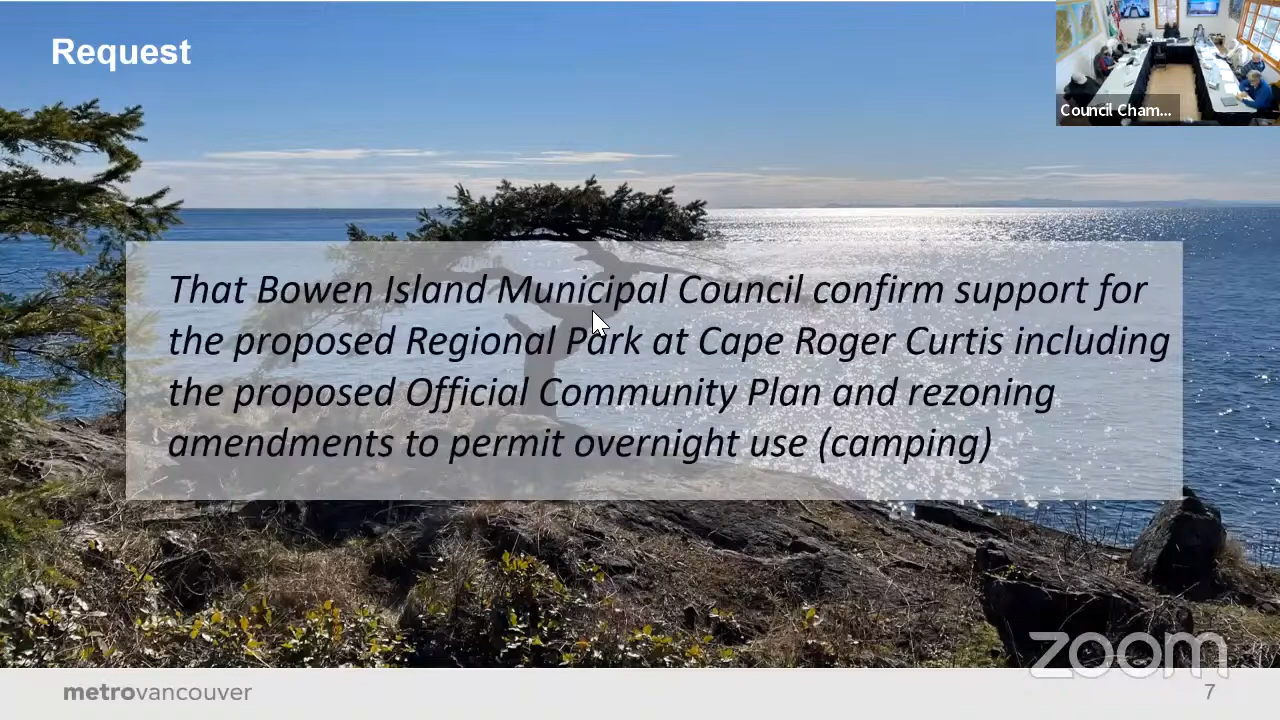 Request
Council Cham...
That Bowen Island Municipal Council confirm support for
the proposed Regional Park at Cape Roger Curtis including
the proposed Official Community Plan and rezoning
amendments to permit overnight use (camping)
zoom
metrovancouver
7